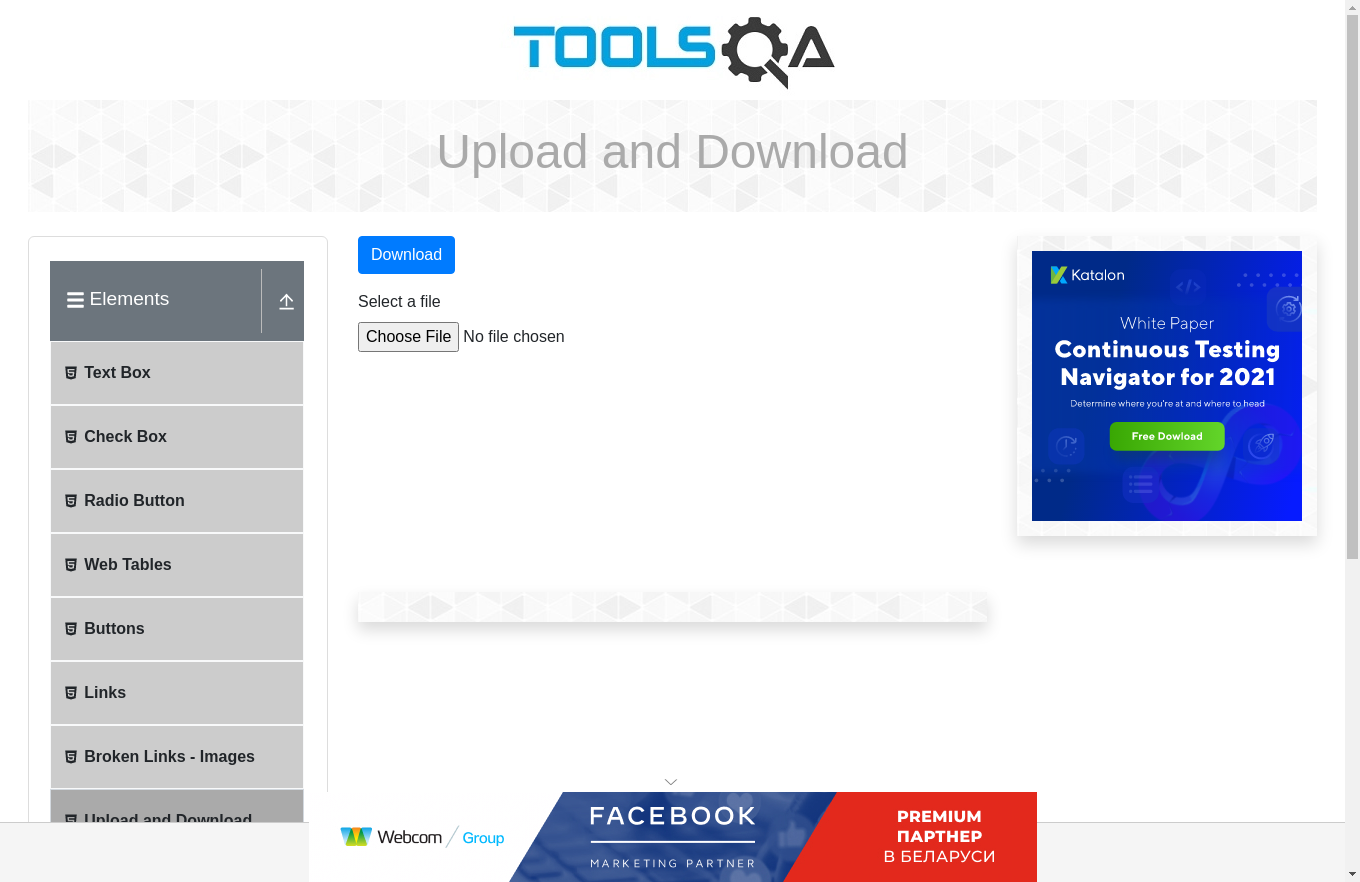 TOOLSQA
Upload and Download
Elements
Text Box
Check Box
Radio Button
Web Tables
Buttons
Links
Broken Links - Images
Upload and Download
Download
Select a file
Choose File No file chosen
Katalon
White Paper
Continuous Testing
Navigator for 2021
Determine where you're at and where to head
Free Dowload
Webcom / Group
FACEBOOK
MARKETING PARTNER
PREMIUM
ПАРТНЕР
В БЕЛАРУСИ